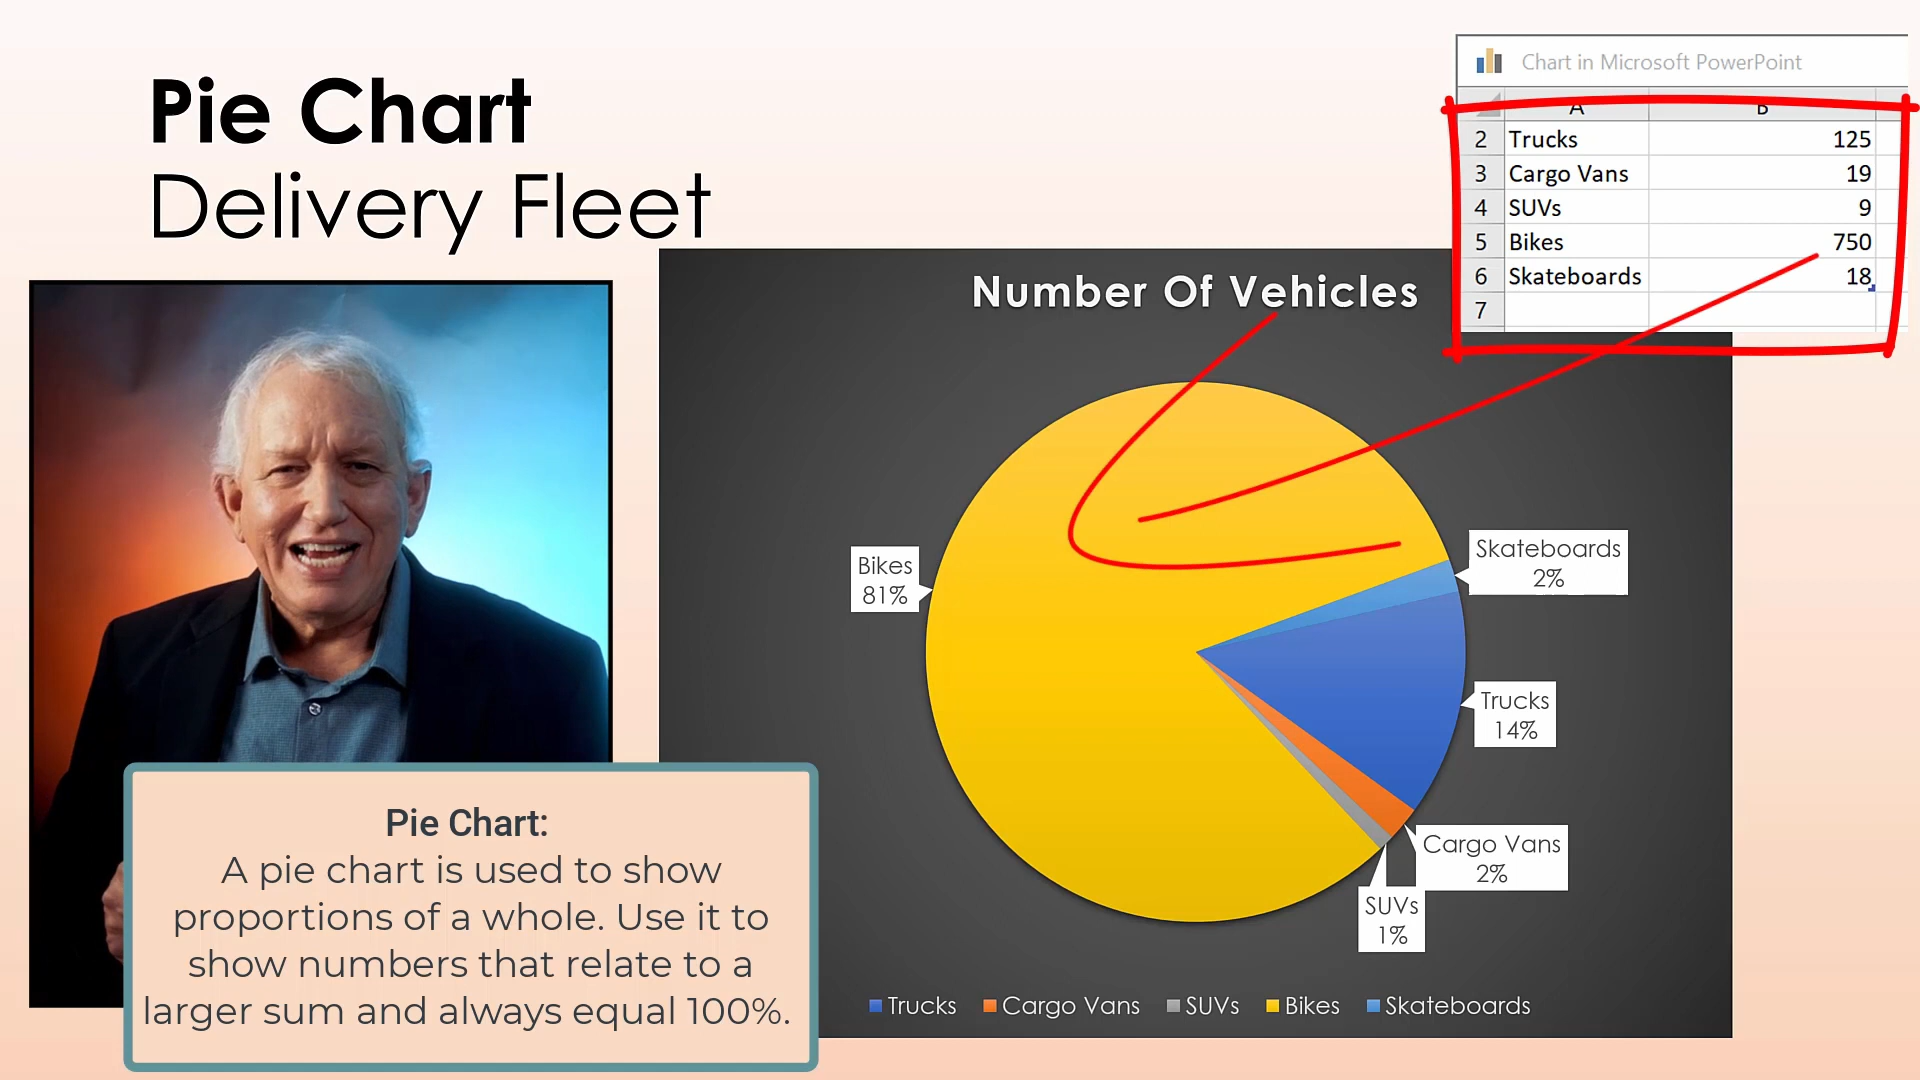 Pie Chart
Delivery Fleet
Chart in Microsoft PowerPoint
A B
2 Trucks 125
3 Cargo Vans 19
4 SUVs 9
5 Bikes 750
6 Skateboards 18
7
Number Of Vehicles
Bikes
81%
Skateboards
2%
Trucks
14%
Cargo Vans
2%
SUVs
1%
Trucks Cargo Vans SUVs Bikes Skateboards
Pie Chart:
A pie chart is used to show
proportions of a whole. Use it to
show numbers that relate to a
larger sum and always equal 100%.